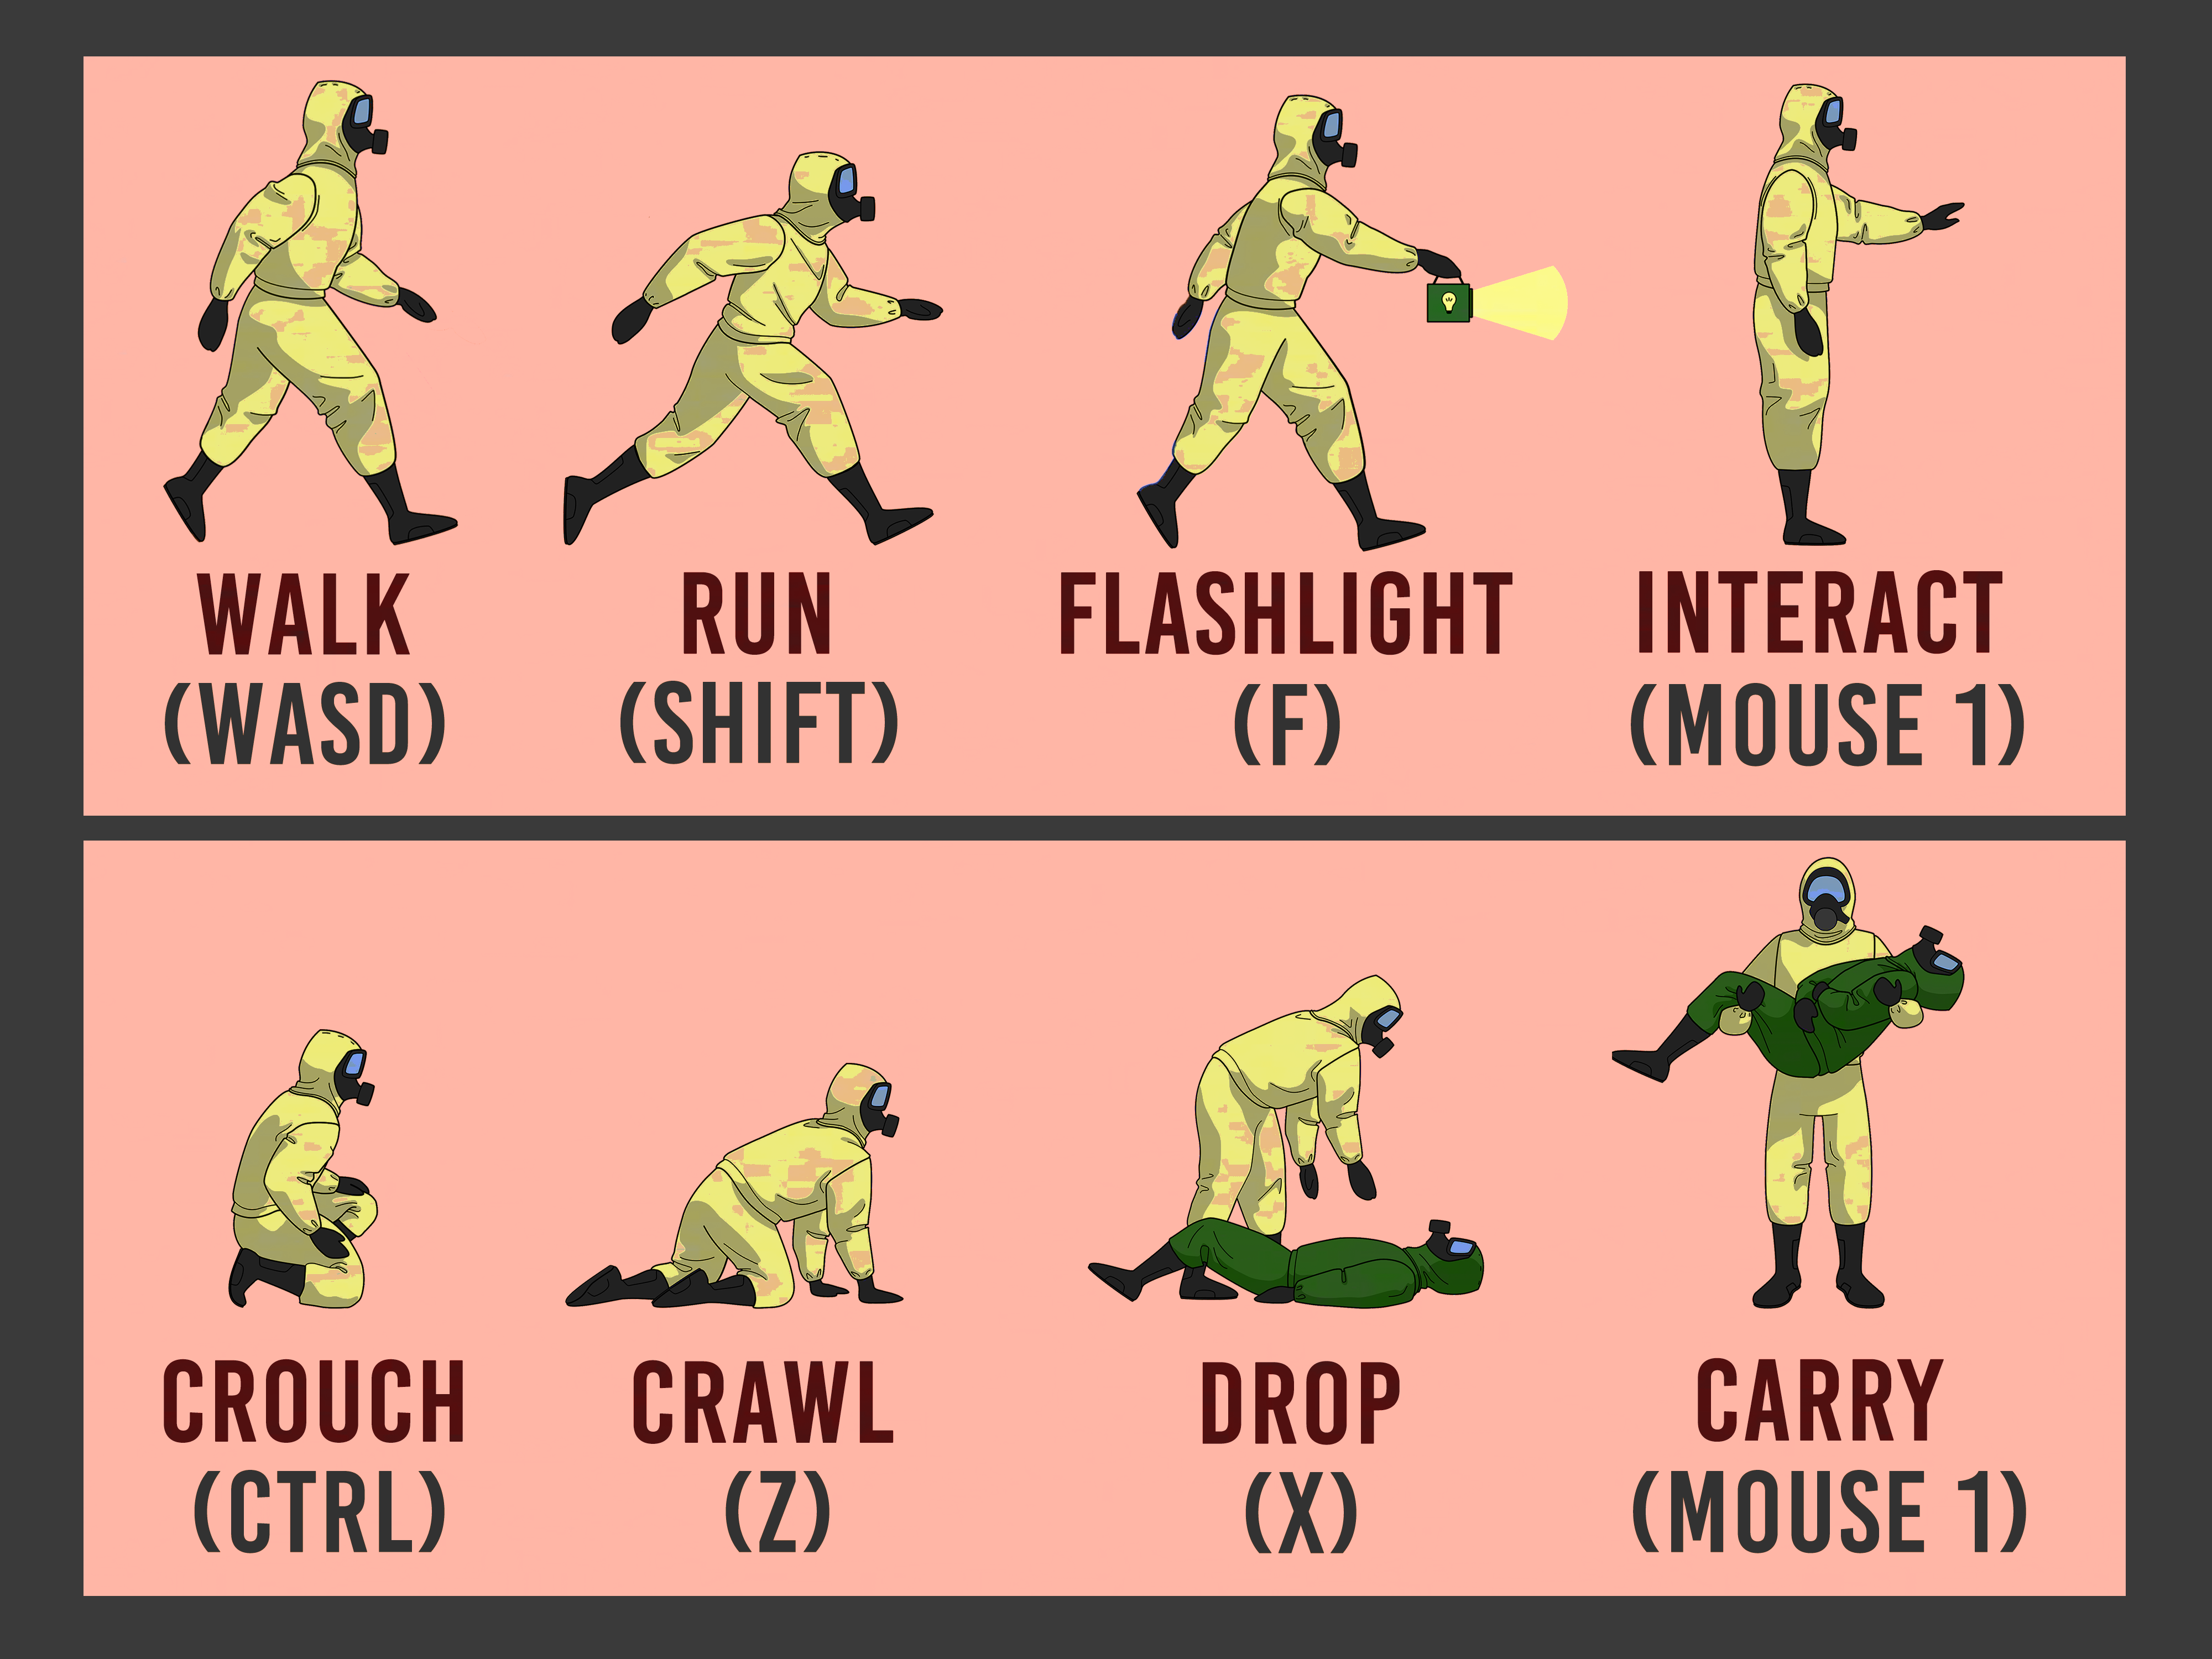 WALK
(WASD)
RUN
(SHIFT)
FLASHLIGHT
(F)
INTERACT
(MOUSE 1)
CROUCH
(CTRL)
CRAWL
(Z)
DROP
(X)
CARRY
(MOUSE 1)